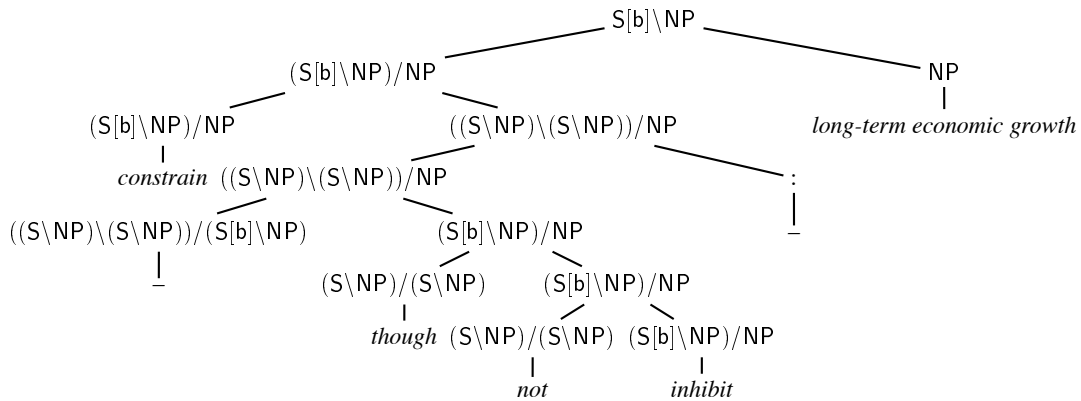 S[b]\NP
(S[b]\NP)/NP NP
(S[b]\NP)/NP ((S\NP)\(S\NP))/NP long-term economic growth
constrain ((S\NP)\(S\NP))/NP :
((S\NP)\(S\NP))/(S[b]\NP) (S[b]\NP)/NP –
– (S\NP)/(S\NP) (S[b]\NP)/NP
though (S\NP)/(S\NP) (S[b]\NP)/NP
not inhibit